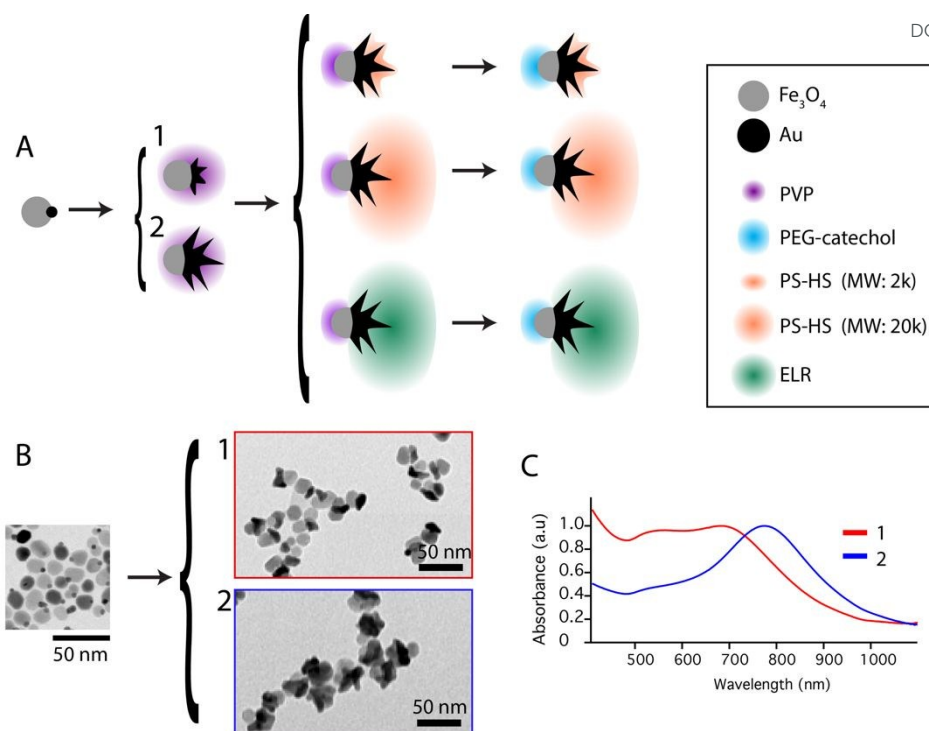 DO
A
1
2
Fe3O4
Au
PVP
PEG-catechol
PS-HS (MW: 2k)
PS-HS (MW: 20k)
ELR
B
50 nm
1
50 nm
2
50 nm
C
Absorbance (a.u)
1.0
0.8
0.6
0.4
0.2
0
500 600 700 800 900 1000
Wavelength (nm)
1
2